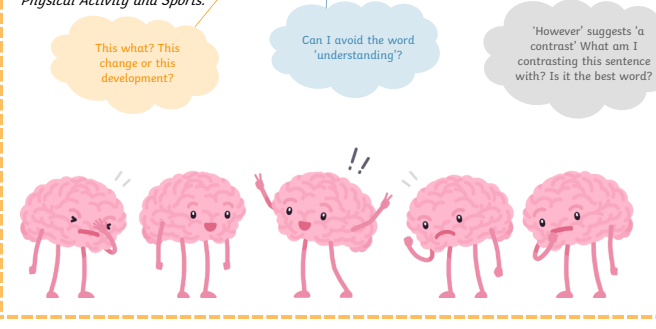 Physical Activity and Sports.
This what? This
change or this
development?
Can I avoid the word
‘understanding’?
‘However’ suggests ‘a
contrast’ What am I
contrasting this sentence
with? Is it the best word?
!!